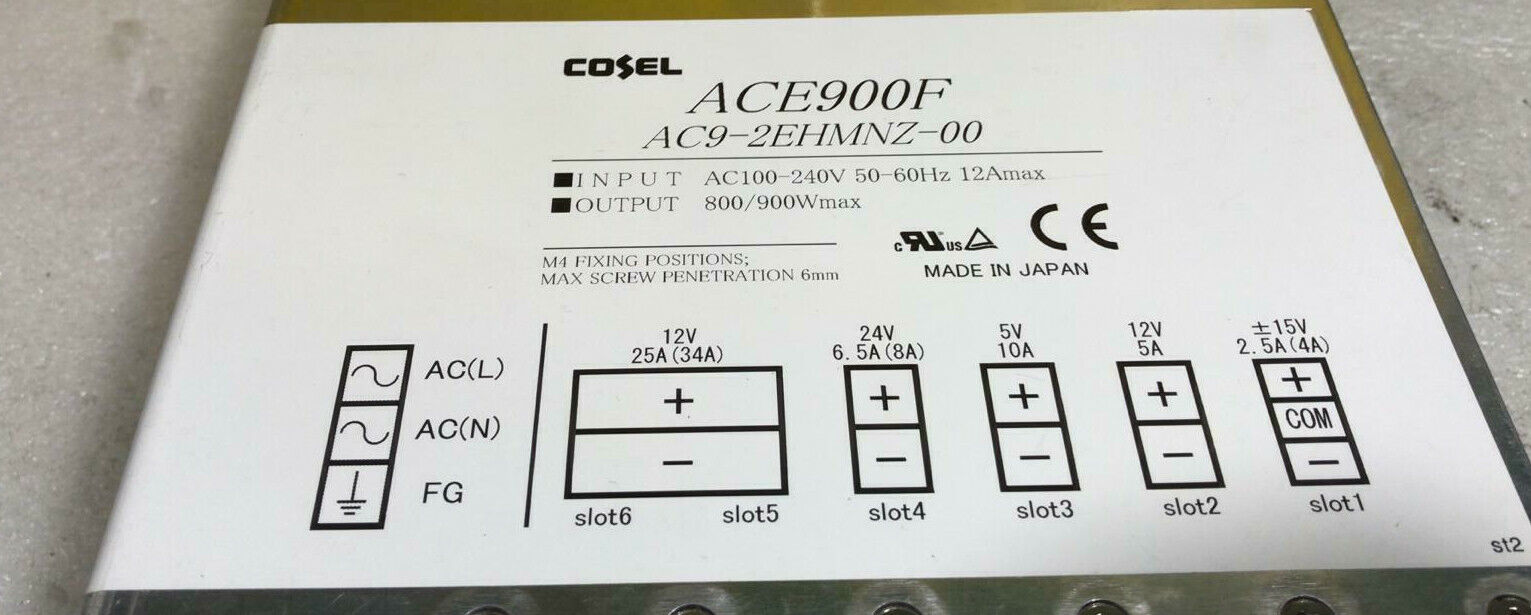 COSEL
ACE900F
AC9-2EHMNZ-00
■INPUT AC100-240V 50-60Hz 12Amax
■OUTPUT 800/900Wmax
M4 FIXING POSITIONS;
MAX SCREW PENETRATION 6mm
c RU us CE
MADE IN JAPAN
AC(L)
AC(N)
FG
12V
25A(34A)
+
−
slot6 slot5
24V
6.5A(8A)
+
−
slot4
5V
10A
+
−
slot3
12V
5A
+
−
slot2
±15V
2.5A(4A)
+
COM
−
slot1
st2